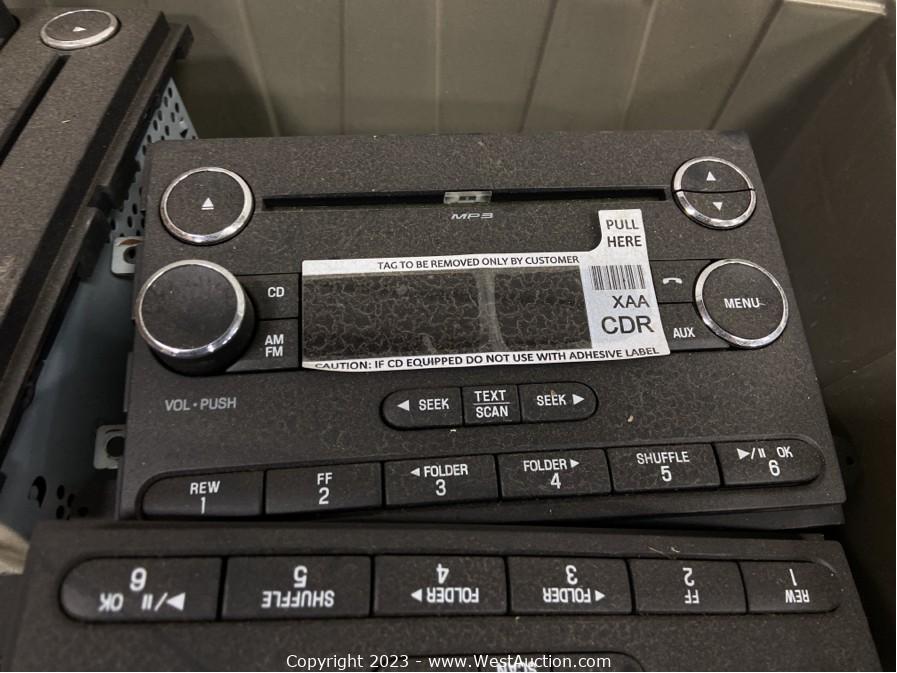 MP3
PULL
HERE
TAG TO BE REMOVED ONLY BY CUSTOMER
CD
XAA
CDR
MENU
AM
FM
AUX
CAUTION: IF CD EQUIPPED DO NOT USE WITH ADHESIVE LABEL
VOL • PUSH
SEEK
TEXT
SCAN
SEEK
REW
1
FF
2
FOLDER
3
FOLDER
4
SHUFFLE
5
OK
6
6
OK
5
SHUFFLE
4
FOLDER
3
FOLDER
2
FF
1
REW
SCAN
Copyright 2023 - www.WestAuction.com